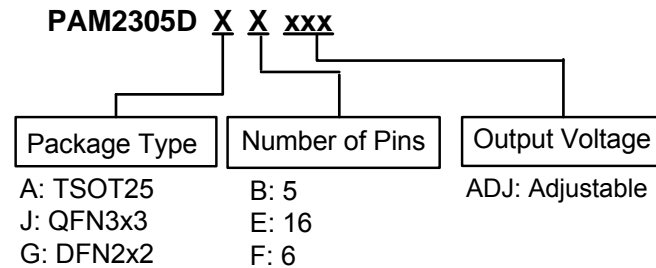 PAM2305D X X xxx
Package Type
Number of Pins
Output Voltage
A: TSOT25
J: QFN3x3
G: DFN2x2
B: 5
E: 16
F: 6
ADJ: Adjustable